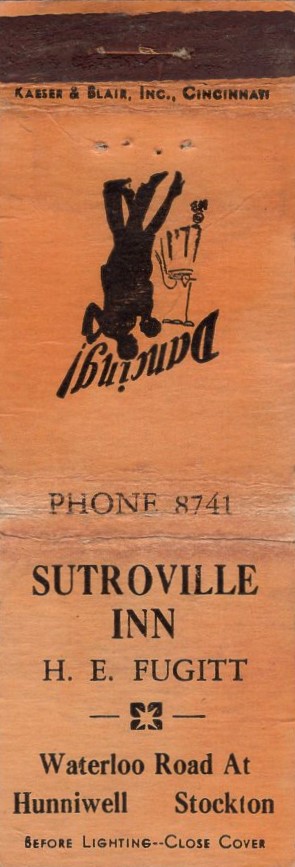 KAESER & BLAIR, INC., CINCINNATI
Dancing!
PHONE 8741
SUTROVILLE
INN
H. E. FUGITT
Waterloo Road At
Hunniwell Stockton
BEFORE LIGHTING--CLOSE COVER